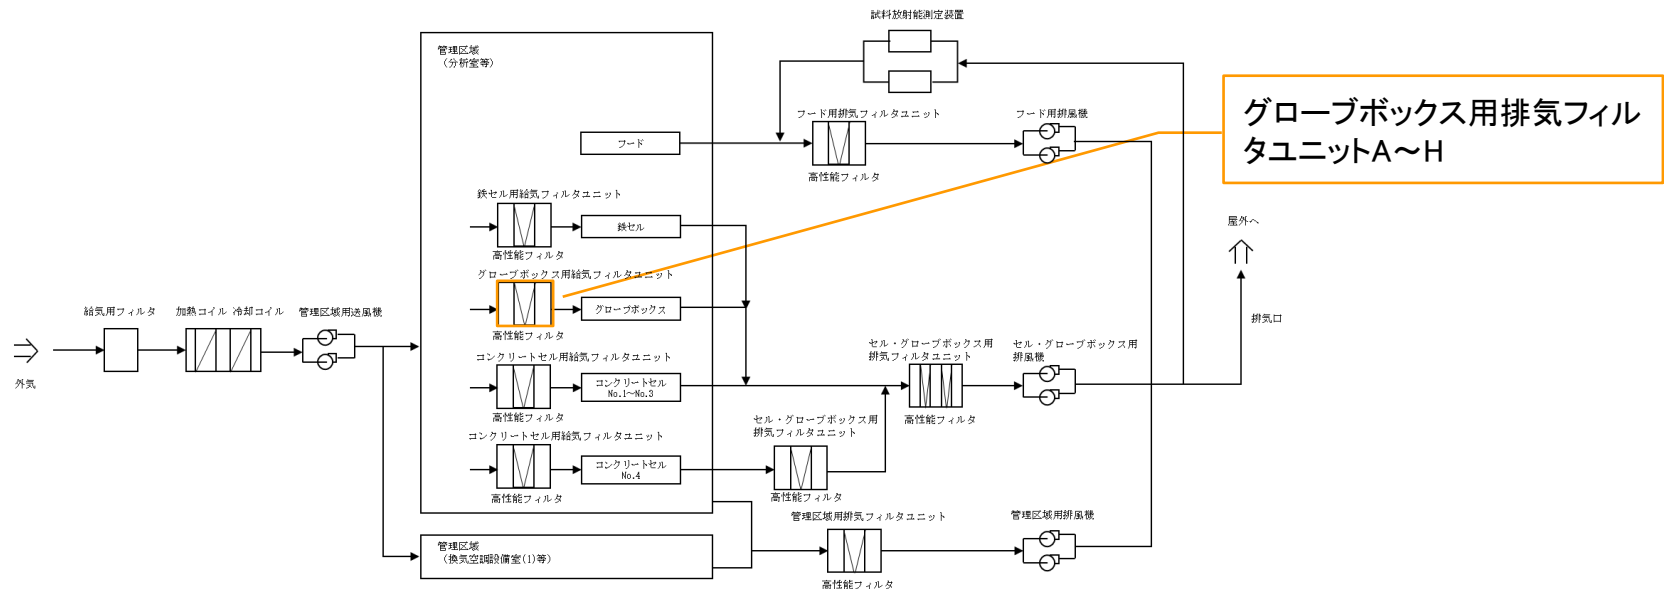 試料放射能測定装置
管理区域
(分析室等)
グローブボックス用排気フィル
タユニットA～H
フード用排気フィルタユニット
フード用排風機
フード
高性能フィルタ
鉄セル用給気フィルタユニット
鉄セル
屋外へ
高性能フィルタ
グローブボックス用給気フィルタユニット
グローブボックス
給気用フィルタ
加熱コイル 冷却コイル
管理区域用送風機
排気口
高性能フィルタ
外気
コンクリートセル用給気フィルタユニット
コンクリートセル
No.1～No.3
セル・グローブボックス用
排気フィルタユニット
セル・グローブボックス用
排風機
高性能フィルタ
高性能フィルタ
セル・グローブボックス用
排気フィルタユニット
コンクリートセル用給気フィルタユニット
コンクリートセル
No.4
高性能フィルタ
高性能フィルタ
管理区域用排気フィルタユニット
管理区域用排風機
管理区域
(換気空調設備室(1)等)
高性能フィルタ